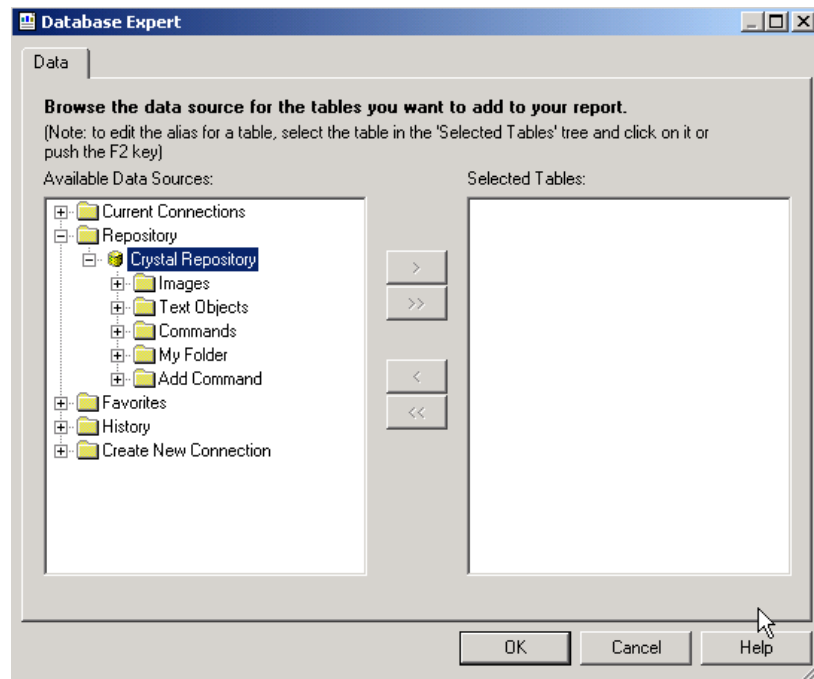 Database Expert
Data
Browse the data source for the tables you want to add to your report.
(Note: to edit the alias for a table, select the table in the 'Selected Tables' tree and click on it or
push the F2 key)
Available Data Sources:
Selected Tables:
Current Connections
Repository
Crystal Repository
Images
Text Objects
Commands
My Folder
Add Command
Favorites
History
Create New Connection
>
>>
<
<<
OK
Cancel
Help